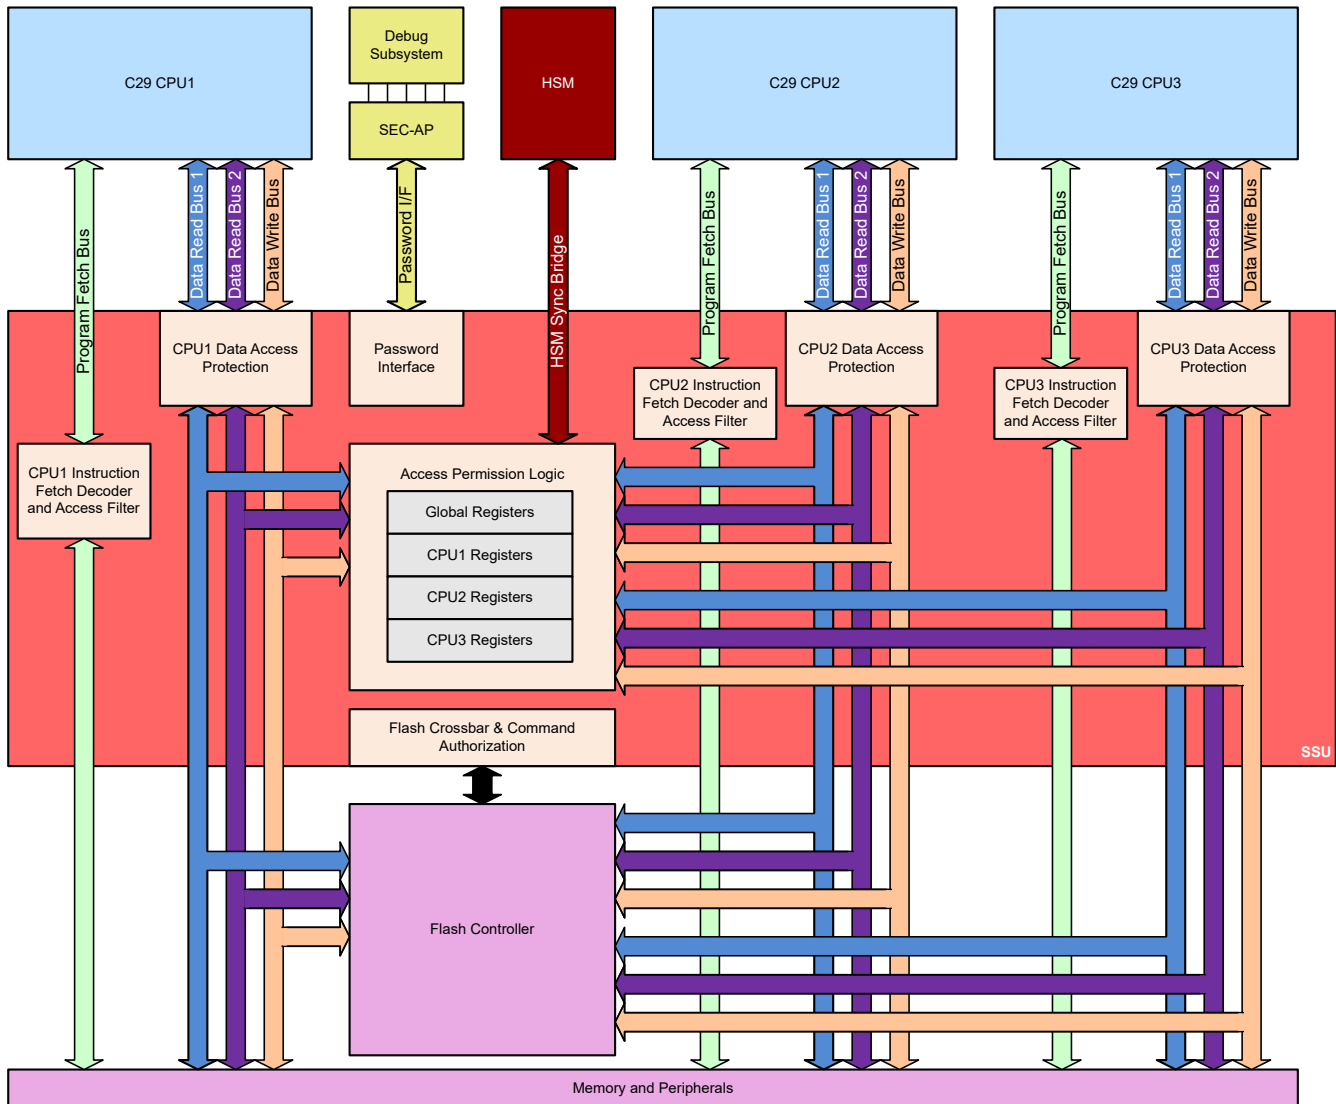 C29 CPU1
Debug
Subsystem
SEC-AP
HSM
C29 CPU2
C29 CPU3
Program Fetch Bus
Data Read Bus 1
Data Read Bus 2
Data Write Bus
Password I/F
HSM Sync Bridge
Program Fetch Bus
Data Read Bus 1
Data Read Bus 2
Data Write Bus
Program Fetch Bus
Data Read Bus 1
Data Read Bus 2
Data Write Bus
CPU1 Data Access
Protection
Password
Interface
CPU2 Data Access
Protection
CPU3 Data Access
Protection
CPU2 Instruction
Fetch Decoder and
Access Filter
CPU3 Instruction
Fetch Decoder
and Access Filter
CPU1 Instruction
Fetch Decoder
and Access Filter
Access Permission Logic
Global Registers
CPU1 Registers
CPU2 Registers
CPU3 Registers
Flash Crossbar & Command
Authorization
SSU
Flash Controller
Memory and Peripherals